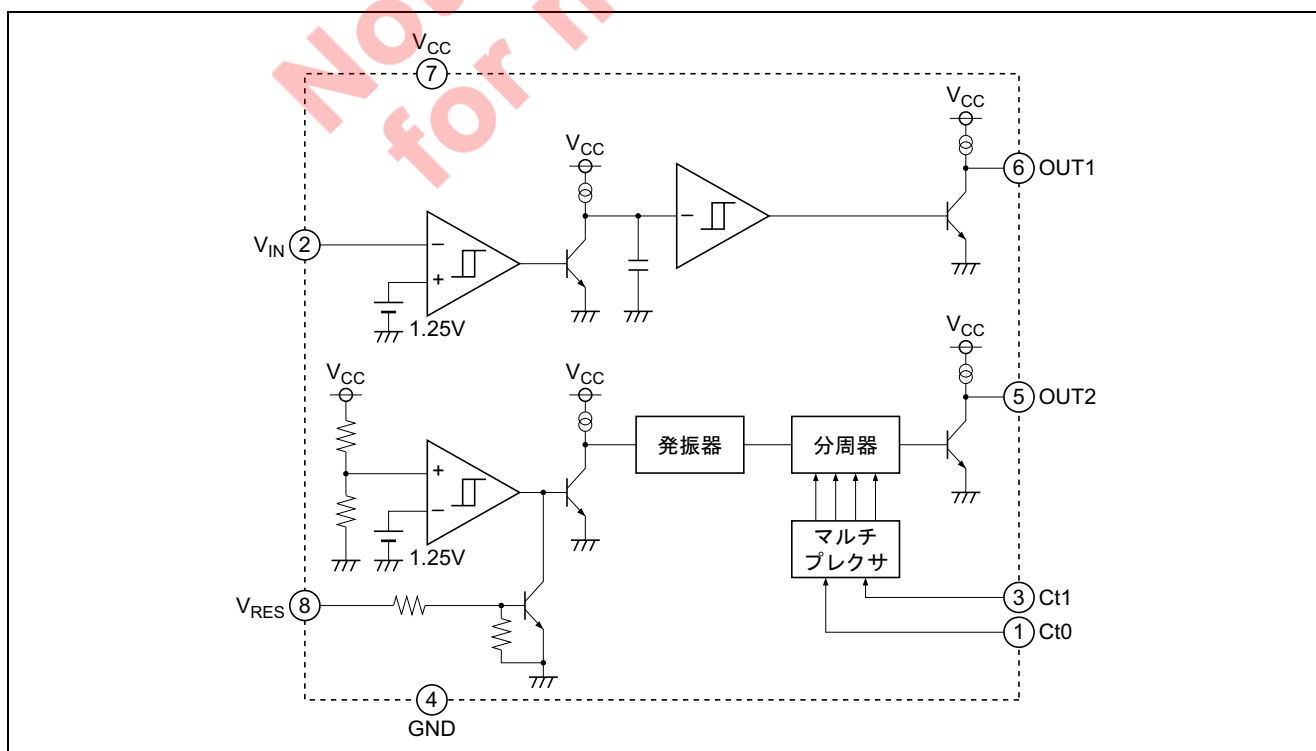 Not
for n
VCC
7
VCC
VCC
6 OUT1
VIN 2
−
+
−
1.25V
VCC
VCC
VCC
5 OUT2
発振器
分周器
+
−
1.25V
マルチ
プレクサ
VRES 8
3 Ct1
1 Ct0
4
GND